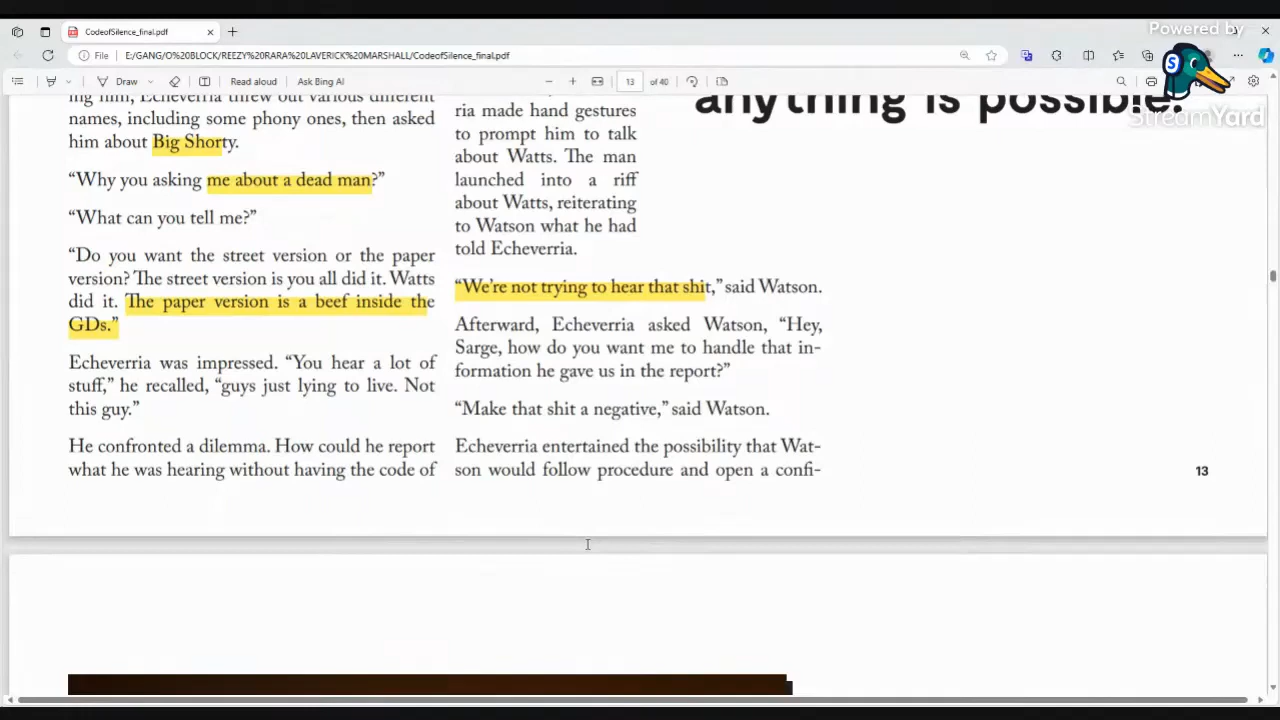 Powered by
CodeofSilence_final.pdf
File
E:/GANG/O%20BLOCK/REEZY%20RARA%20LAVERICK%20MARSHALL/CodeofSilence_final.pdf
Draw
Read aloud
Ask Bing AI
13 of 40
S
StreamYard
ing him, Echeverria threw out various different
names, including some phony ones, then asked
him about Big Shorty.
“Why you asking me about a dead man?”
“What can you tell me?”
“Do you want the street version or the paper
version? The street version is you all did it. Watts
did it. The paper version is a beef inside the
GDs.”
Echeverria was impressed. “You hear a lot of
stuff,” he recalled, “guys just lying to live. Not
this guy.”
He confronted a dilemma. How could he report
what he was hearing without having the code of
ria made hand gestures
to prompt him to talk
about Watts. The man
launched into a riff
about Watts, reiterating
to Watson what he had
told Echeverria.
“We’re not trying to hear that shit,” said Watson.
Afterward, Echeverria asked Watson, “Hey,
Sarge, how do you want me to handle that in-
formation he gave us in the report?”
“Make that shit a negative,” said Watson.
Echeverria entertained the possibility that Wat-
son would follow procedure and open a confi-
anything is possible.
13